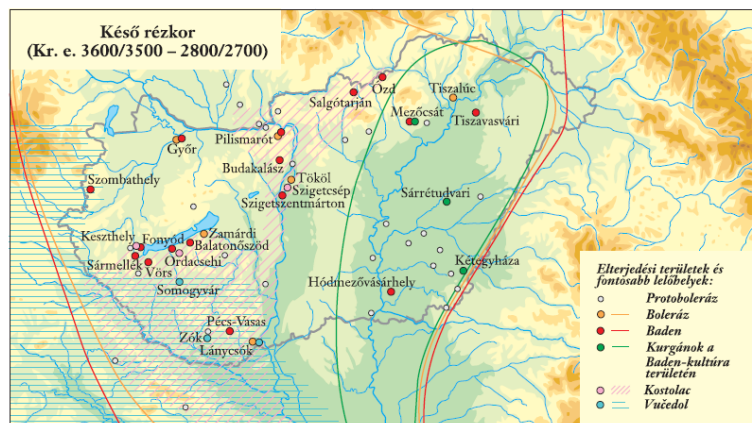 Késő rézkor
(Kr. e. 3600/3500 – 2800/2700)
Ózd
Salgótarján
Tiszalúc
Mezőcsát
Tiszavasvári
Győr
Pilismarót
Budakalász
Szombathely
Tököl
Szigetcsép
Szigetszentmárton
Sárrétudvari
Keszthely
Fonyód
Zamárdi
Balatonőszöd
Ordacsehi
Sármellék
Vörs
Somogyvár
Kétegyháza
Hódmezővásárhely
Pécs-Vasas
Zók
Lánycsók
Elterjedési területek és
fontosabb lelőhelyek:
Protoboleráz
Boleráz
Baden
Kurgánok a
Baden-kultúra
területén
Kostolac
Vučedol